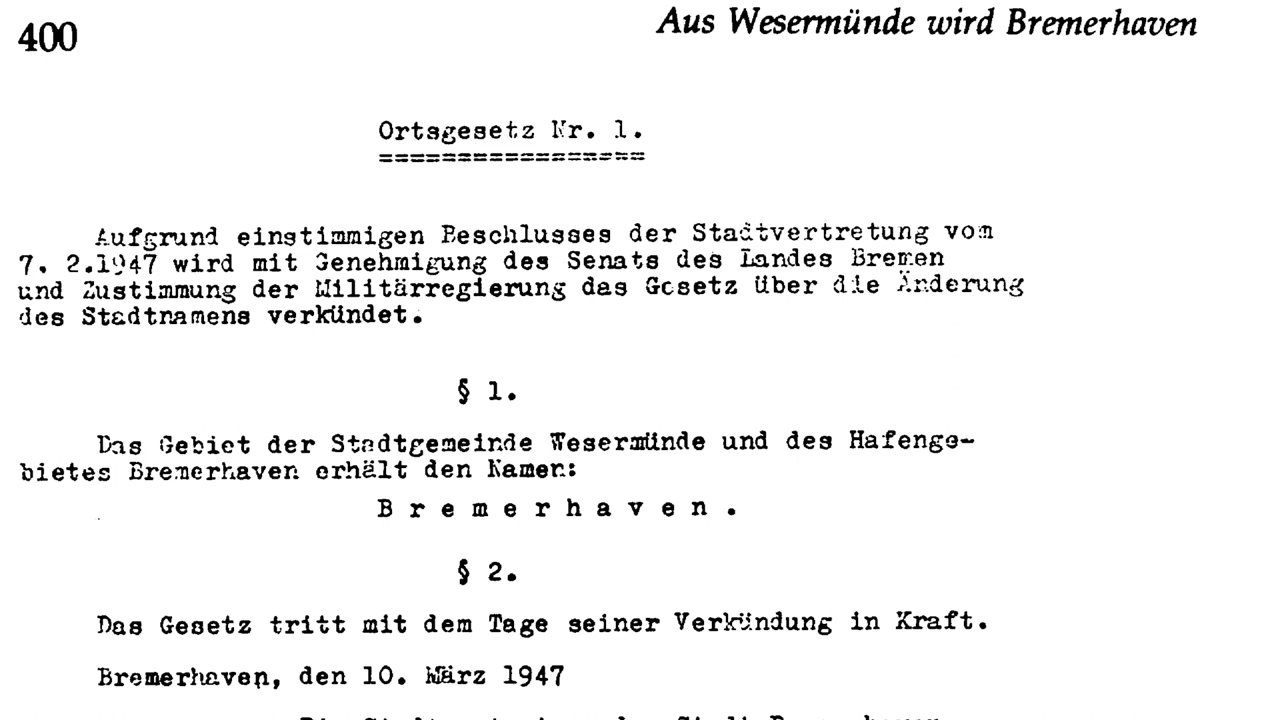 400
Aus Wesermünde wird Bremerhaven
Ortsgesetz Nr. 1.
=================
Aufgrund einstimmigen Beschlusses der Stadtvertretung vom
7. 2.1947 wird mit Genehmigung des Senats des Landes Bremen
und Zustimmung der Militärregierung das Gesetz über die Änderung
des Stadtnamens verkündet.
§ 1.
Das Gebiet der Stadtgemeinde Wesermünde und des Hafenge-
bietes Bremerhaven erhält den Namen:
B r e m e r h a v e n .
§ 2.
Das Gesetz tritt mit dem Tage seiner Verkündung in Kraft.
Bremerhaven, den 10. März 1947